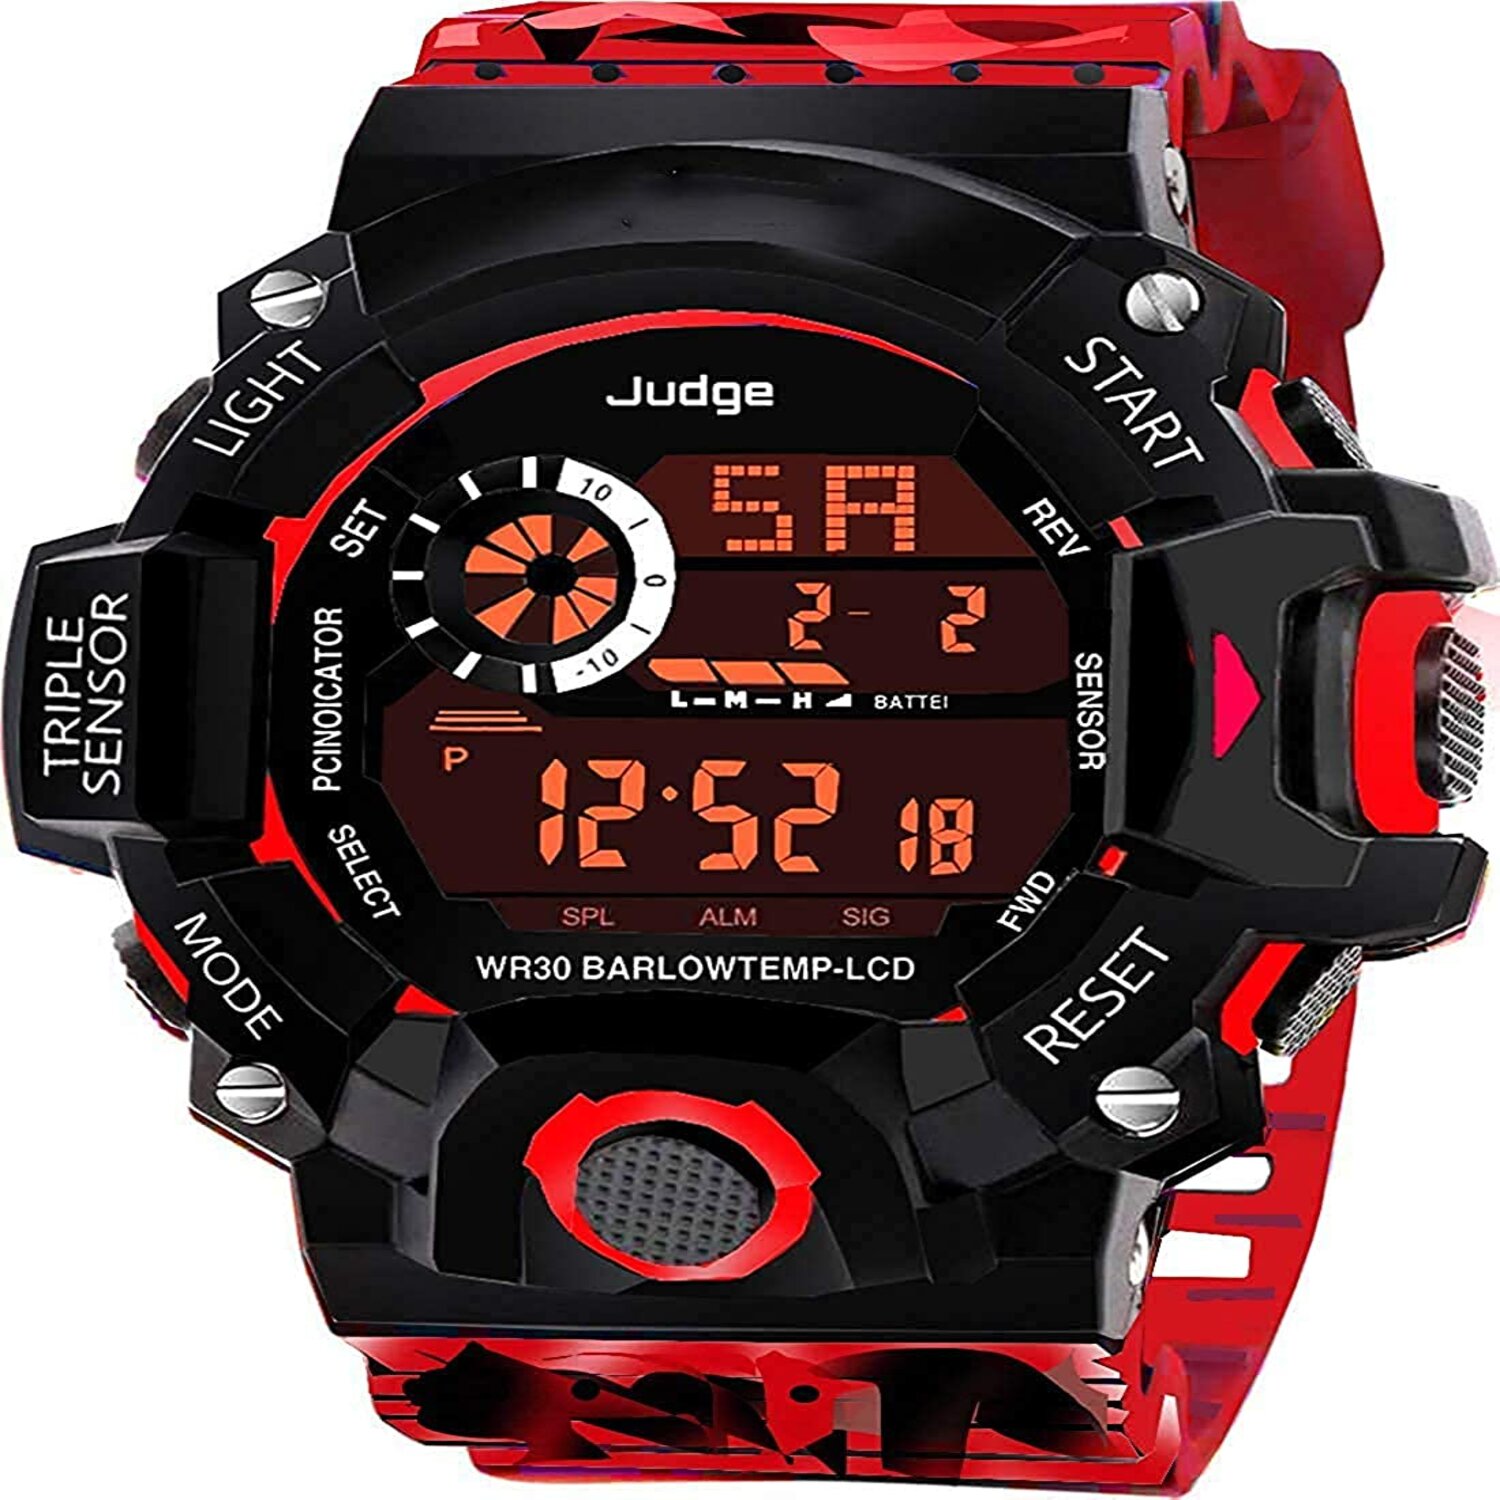 Judge
LIGHT
START
SET
REV
10
0
-10
SA
2- 2
L-M-H
BATTEI
TRIPLE
SENSOR
PCINOICATOR
SENSOR
P
12:52 18
SELECT
FWD
SPL ALM SIG
WR30 BARLOWTEMP-LCD
MODE
RESET